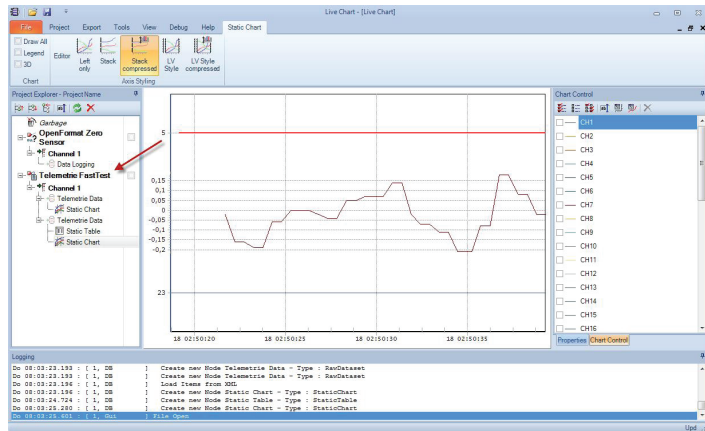 Live Chart - [Live Chart]
File Project Export Tools View Debug Help Static Chart
Draw All
Legend
3D
Editor
Left only
Stack
Stack compressed
LV Style
LV Style compressed
Chart
Axis Styling
Project Explorer - ProjectName
Garbage
OpenFormat Zero Sensor
Channel 1
Data Logging
Telemetrie FastTest
Channel 1
Telemetrie Data
Static Chart
Telemetrie Data
Static Table
Static Chart
5
0,15
0,1
0,05
-0,05
-0,1
-0,15
-0,2
23
18 02:50:20
18 02:50:25
18 02:50:30
18 02:50:35
Chart Control
CH1
CH2
CH3
CH4
CH5
CH6
CH7
CH8
CH9
CH10
CH11
CH12
CH13
CH14
CH15
CH16
Properties Chart Control
Logging
Do 08:03:23.193 : [ 1, DB ] Create new Node Telemetrie Data - Type : RawDataset
Do 08:03:23.193 : [ 1, DB ] Create new Node Telemetrie Data - Type : RawDataset
Do 08:03:23.196 : [ 1, DB ] Load Items from XML
Do 08:03:23.196 : [ 1, DB ] Create new Node Static Chart - Type : StaticChart
Do 08:03:24.724 : [ 1, DB ] Create new Node Static Table - Type : StaticTable
Do 08:03:25.280 : [ 1, DB ] Create new Node Static Chart - Type : StaticChart
Do 08:03:25.601 : [ 1, Gui ] File Open
Upd